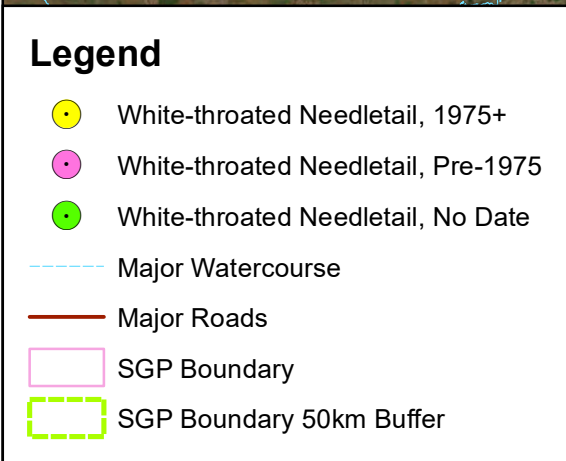 Legend
White-throated Needletail, 1975+
White-throated Needletail, Pre-1975
White-throated Needletail, No Date
Major Watercourse
Major Roads
SGP Boundary
SGP Boundary 50km Buffer